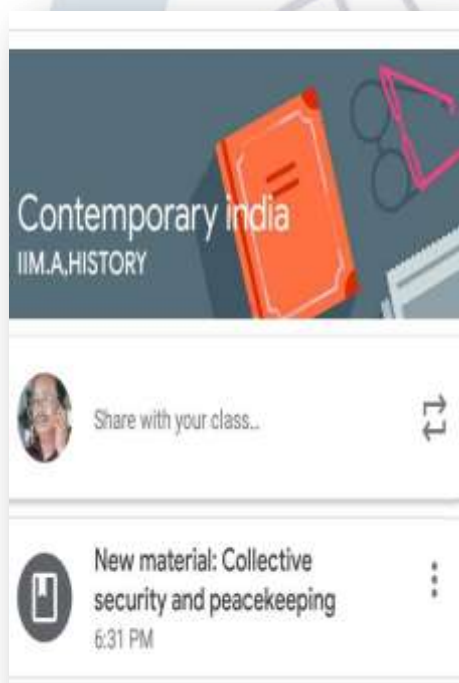 Contemporary india
IIM.A,HISTORY
Share with your class...
New material: Collective
security and peacekeeping
6:31 PM